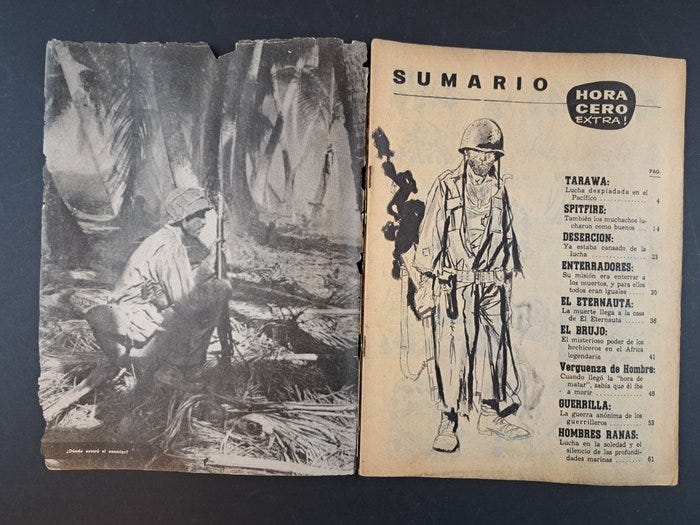 ¿Dónde estará el enemigo?
SUMARIO
HORA
CERO
EXTRA!
PAG.
TARAWA:
Lucha despiadada en el
Pacífico .............. 4
SPITFIRE:
También los muchachos lu-
charon como buenos .. 14
DESERCION:
Ya estaba cansado de la
lucha ................ 23
ENTERRADORES:
Su misión era enterrar a
los muertos, y para ellos
todos eran iguales ..... 30
EL ETERNAUTA:
La muerte llega a la casa
de El Eternauta ...... 36
EL BRUJO:
El misterioso poder de los
hechiceros en el Africa
legendaria 41
Verguenza de Hombre:
Cuando llegó la "hora de
matar", sabía que él iba
a morir .............. 48
GUERRILLA:
La guerra anónima de los
guerrilleros .......... 53
HOMBRES RANAS:
Lucha en la soledad y el
silencio de las profundi-
dades marinas ........ 61